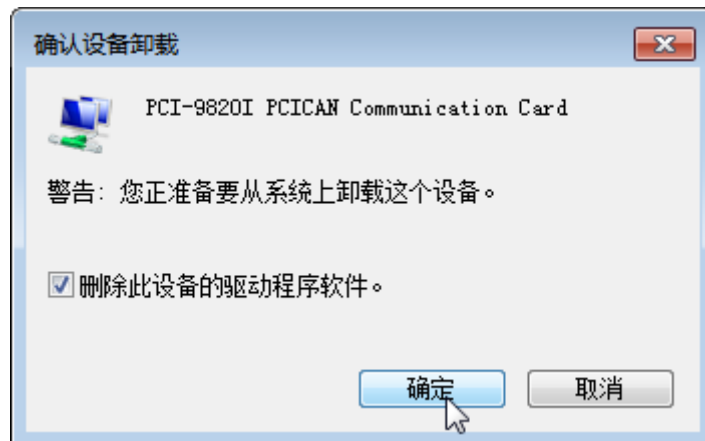 确认设备卸载
PCI-9820I PCICAN Communication Card
警告: 您正准备要从系统上卸载这个设备。
删除此设备的驱动程序软件。
确定
取消